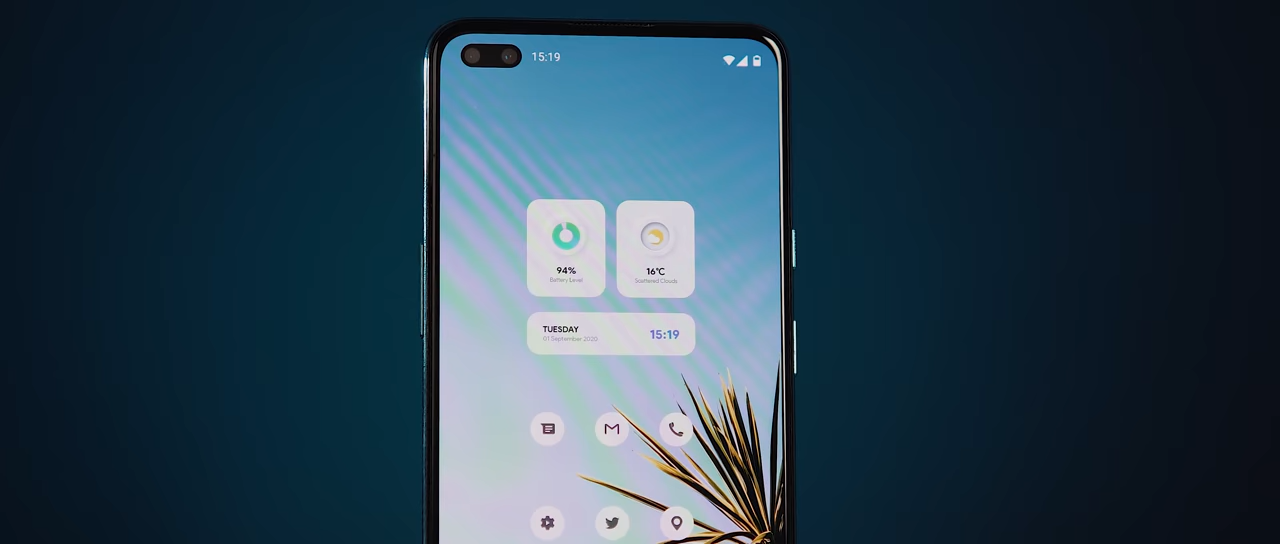 15:19
94%
Battery Level
16°C
Scattered Clouds
TUESDAY
01 September 2020
15:19